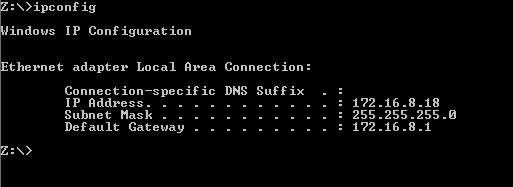 Z:\>ipconfig
Windows IP Configuration
Ethernet adapter Local Area Connection:
Connection-specific DNS Suffix  . :
IP Address. . . . . . . . . . . . : 172.16.8.18
Subnet Mask . . . . . . . . . . . : 255.255.255.0
Default Gateway . . . . . . . . . : 172.16.8.1
Z:\>